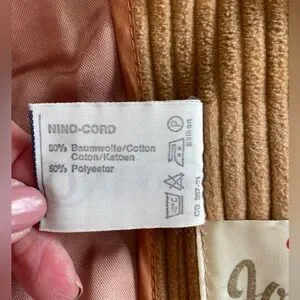 NINO-CORD
50% Baumwolle/Cotton
Coton/Katoen
50% Polyester
P